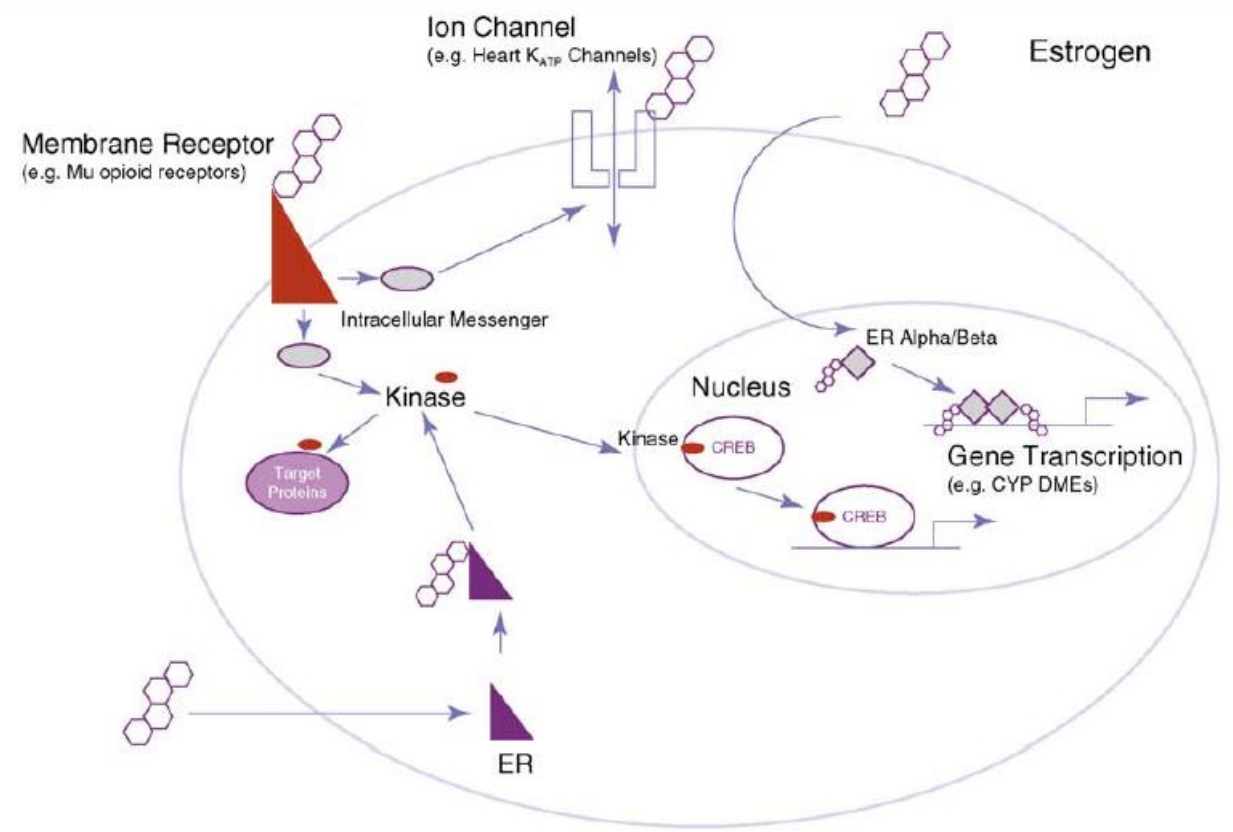 Ion Channel
(e.g. Heart KATP Channels)
Estrogen
Membrane Receptor
(e.g. Mu opioid receptors)
Intracellular Messenger
ER Alpha/Beta
Nucleus
Kinase
Kinase
CREB
Gene Transcription
(e.g. CYP DMEs)
Target
Proteins
CREB
ER